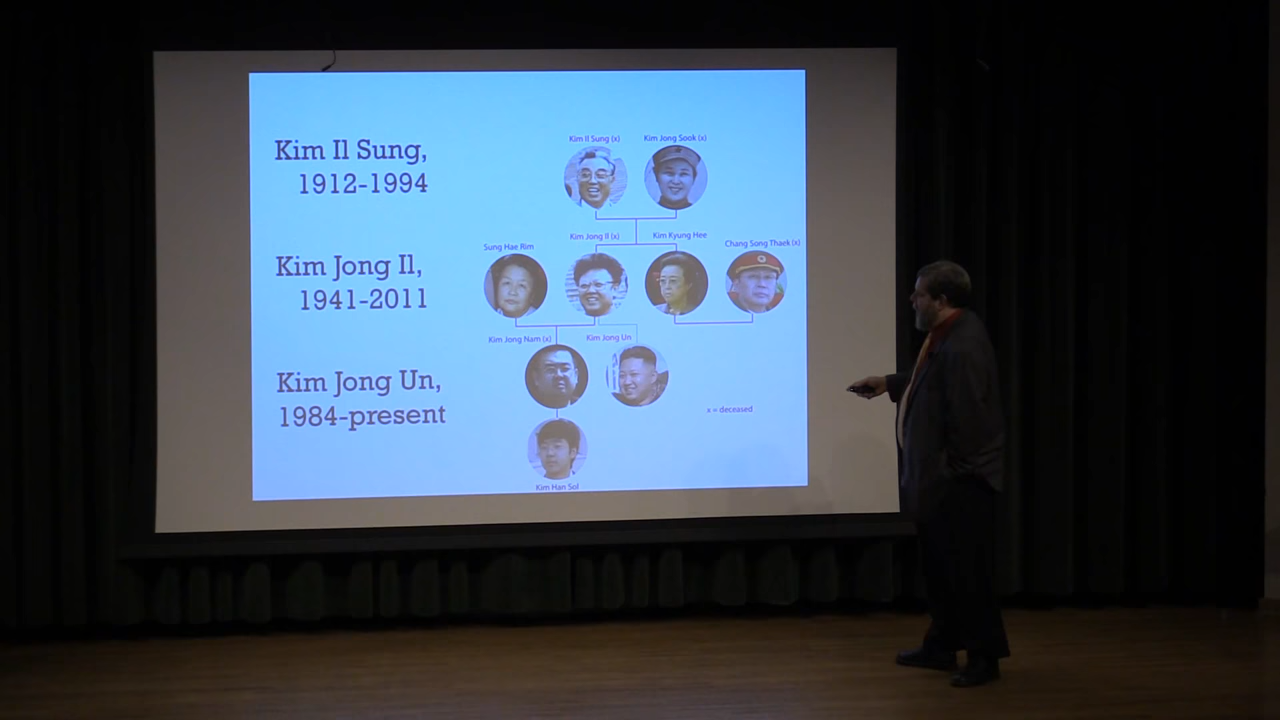 Kim Il Sung,
1912-1994
Kim Jong Il,
1941-2011
Kim Jong Un,
1984-present
Kim Il Sung (x)
Kim Jong Sook (x)
Sung Hae Rim
Kim Jong Il (x)
Kim Kyung Hee
Chang Song Thaek (x)
Kim Jong Nam (x)
Kim Jong Un
x = deceased
Kim Han Sol